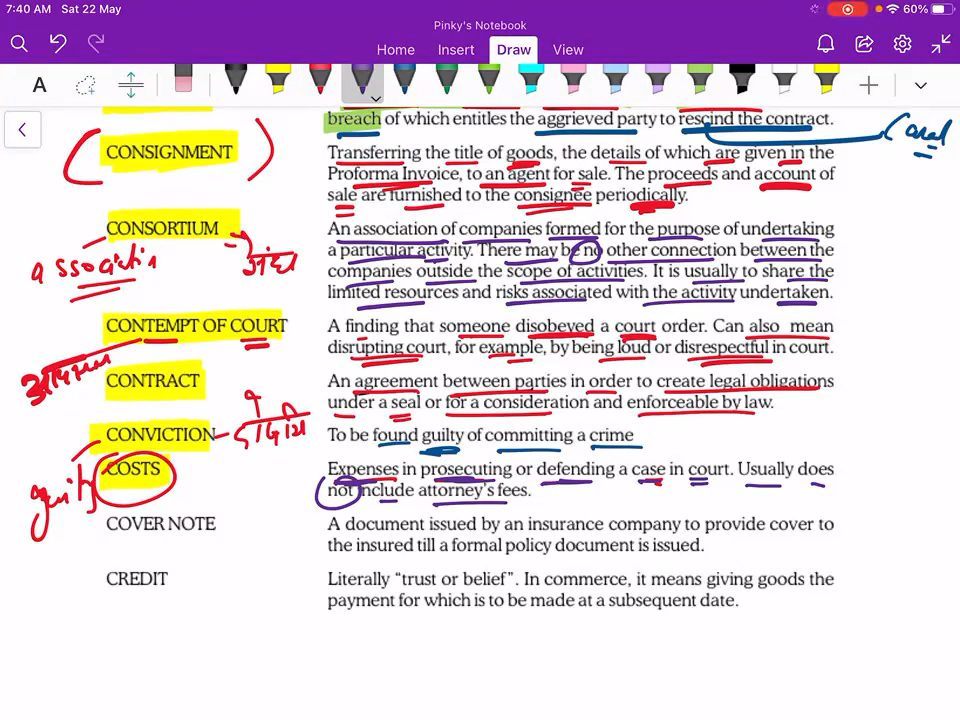 7:40 AM Sat 22 May
60%
Pinky's Notebook
Home Insert Draw View
A
breach of which entitles the aggrieved party to rescind the contract.
CONSIGNMENT
Transferring the title of goods, the details of which are given in the
Proforma Invoice, to an agent for sale. The proceeds and account of
sale are furnished to the consignee periodically.
CONSORTIUM
An association of companies formed for the purpose of undertaking
a particular activity. There may be no other connection between the
companies outside the scope of activities. It is usually to share the
limited resources and risks associated with the activity undertaken.
association
CONTEMPT OF COURT
A finding that someone disobeyed a court order. Can also mean
disrupting court, for example, by being loud or disrespectful in court.
CONTRACT
An agreement between parties in order to create legal obligations
under a seal or for a consideration and enforceable by law.
CONVICTION
To be found guilty of committing a crime
guilty
COSTS
Expenses in prosecuting or defending a case in court. Usually does
not include attorney's fees.
COVER NOTE
A document issued by an insurance company to provide cover to
the insured till a formal policy document is issued.
CREDIT
Literally “trust or belief”. In commerce, it means giving goods the
payment for which is to be made at a subsequent date.